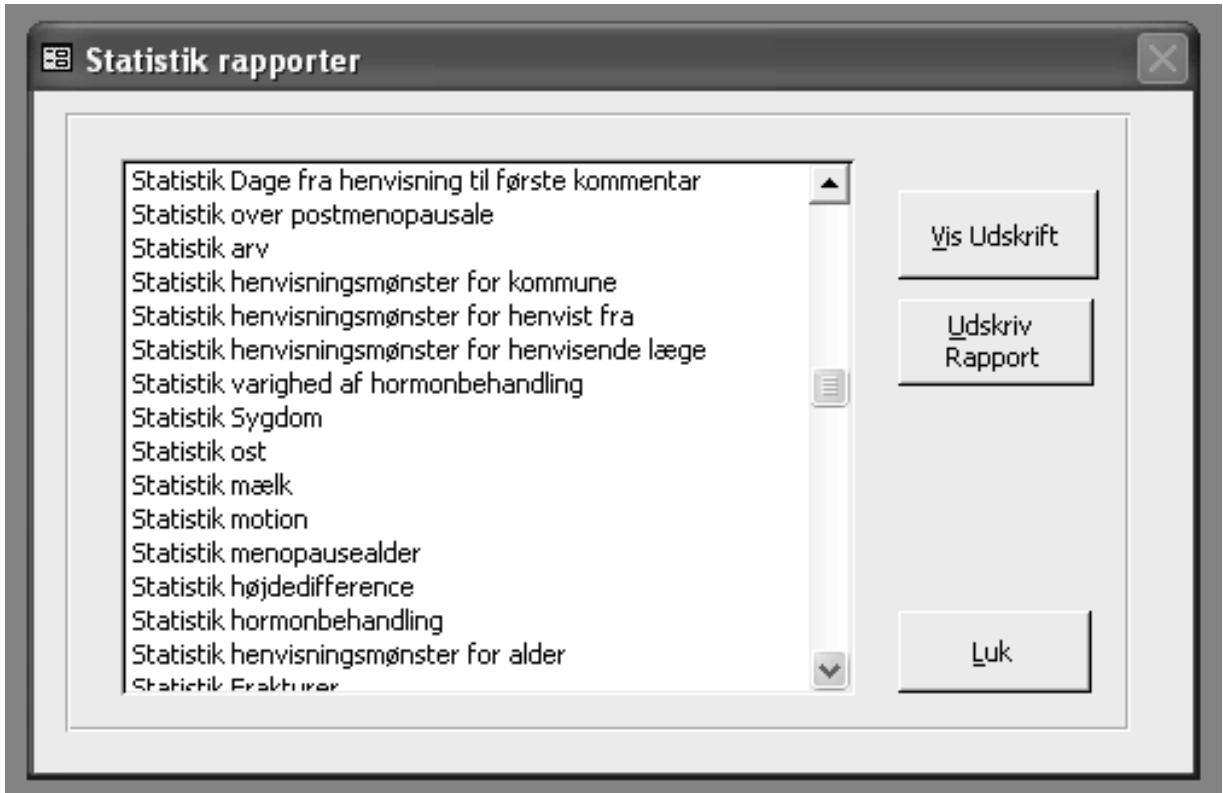 Statistik rapporter
Statistik Dage fra henvisning til første kommentar
Statistik over postmenopausale
Statistik arv
Statistik henvisningsmønster for kommune
Statistik henvisningsmønster for henvist fra
Statistik henvisningsmønster for henvisende læge
Statistik varighed af hormonbehandling
Statistik Sygdom
Statistik ost
Statistik mælk
Statistik motion
Statistik menopausealder
Statistik højdedifference
Statistik hormonbehandling
Statistik henvisningsmønster for alder
Statistik Frakturer
Vis Udskrift
Udskriv
Rapport
Luk